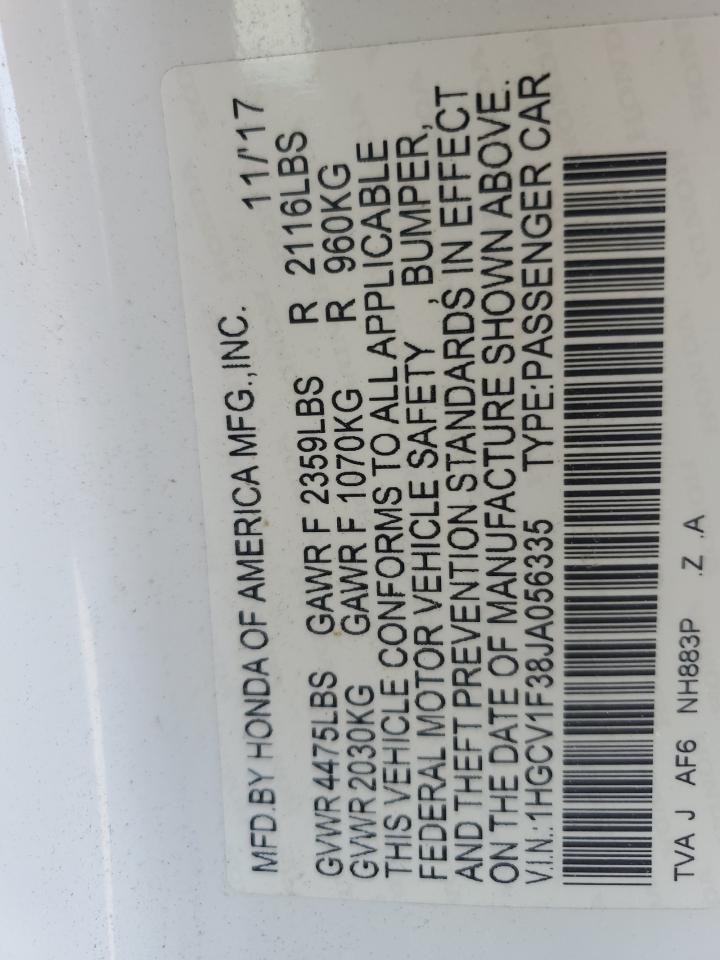 MFD.BY HONDA OF AMERICA MFG.,INC. 11/'17
GVWR 4475LBS GAWR F 2359LBS R 2116LBS
GVWR 2030KG GAWR F 1070KG R 960KG
THIS VEHICLE CONFORMS TO ALL APPLICABLE
FEDERAL MOTOR VEHICLE SAFETY , BUMPER,
AND THEFT PREVENTION STANDARDS IN EFFECT
ON THE DATE OF MANUFACTURE SHOWN ABOVE.
V.I.N.:1HGCV1F38JA056335 TYPE:PASSENGER CAR
TVA J AF6 NH883P .Z .A